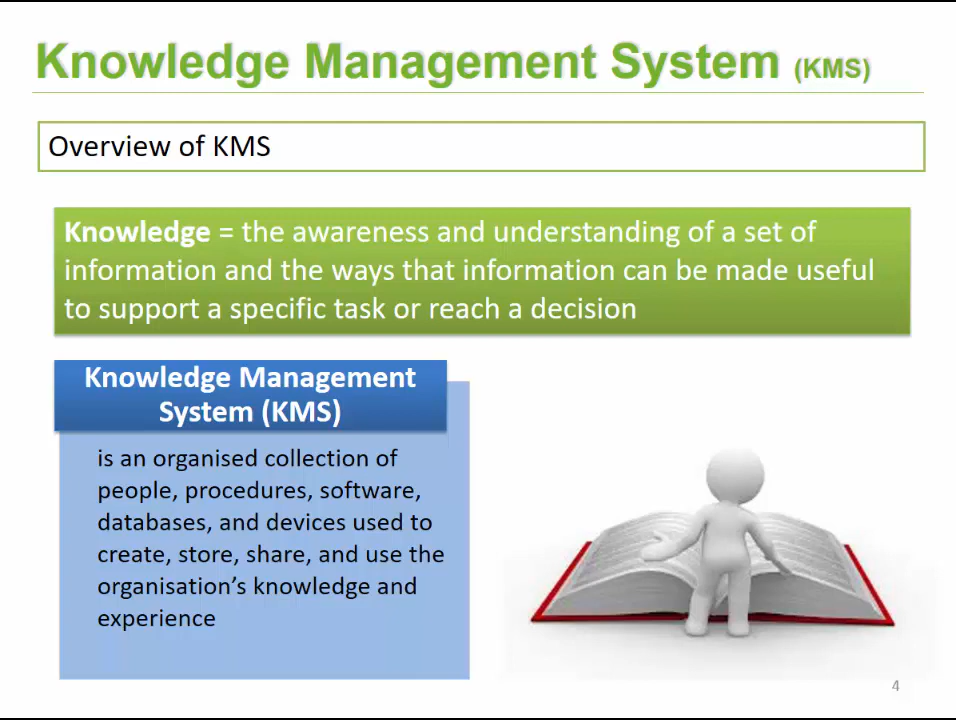 Knowledge Management System (KMS)
Overview of KMS
Knowledge = the awareness and understanding of a set of
information and the ways that information can be made useful
to support a specific task or reach a decision
Knowledge Management
System (KMS)
is an organised collection of
people, procedures, software,
databases, and devices used to
create, store, share, and use the
organisation’s knowledge and
experience
4